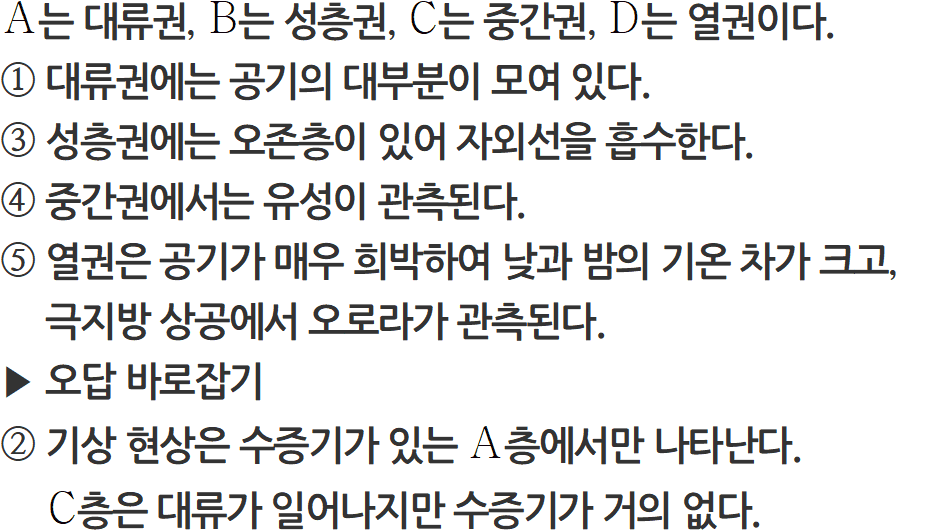 A는 대류권, B는 성층권, C는 중간권, D는 열권이다.
① 대류권에는 공기의 대부분이 모여 있다.
③ 성층권에는 오존층이 있어 자외선을 흡수한다.
④ 중간권에서는 유성이 관측된다.
⑤ 열권은 공기가 매우 희박하여 낮과 밤의 기온 차가 크고,
극지방 상공에서 오로라가 관측된다.
▶ 오답 바로잡기
② 기상 현상은 수증기가 있는 A층에서만 나타난다.
C층은 대류가 일어나지만 수증기가 거의 없다.